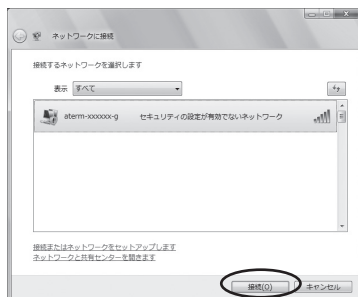 ネットワークに接続
接続するネットワークを選択します
表示 すべて
aterm-xxxxxx-g セキュリティの設定が有効でないネットワーク
接続またはネットワークをセットアップします
ネットワークと共有センターを開きます
接続(O) キャンセル